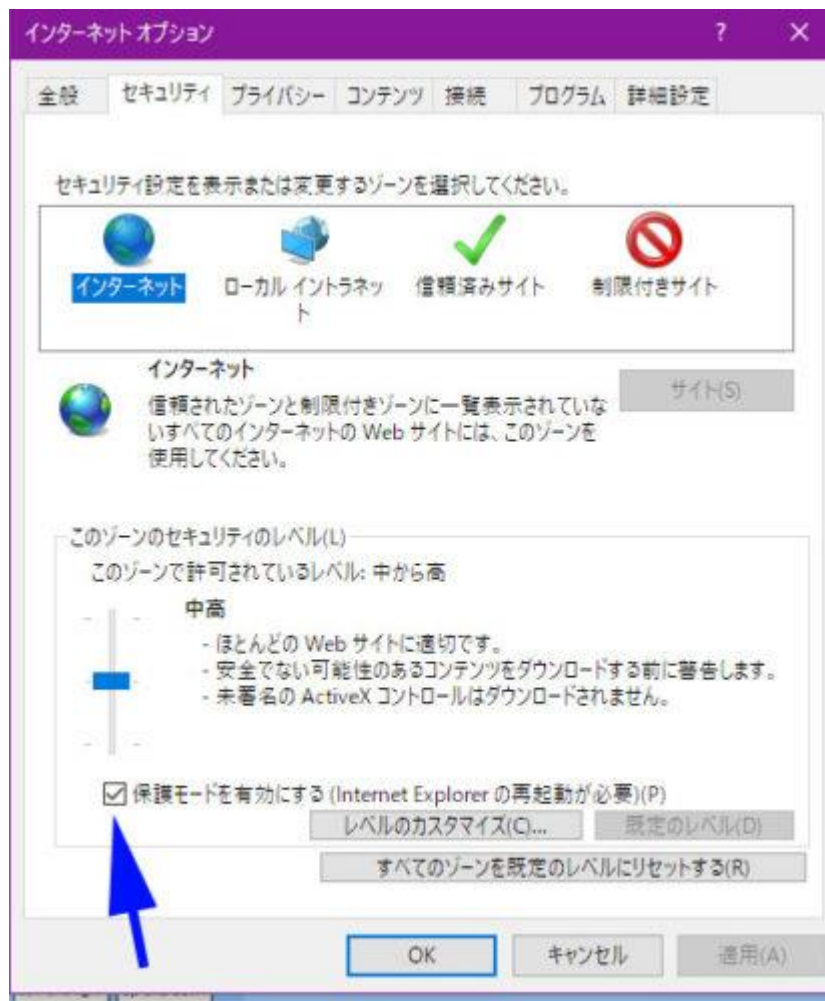 インターネット オプション ? ×
全般 セキュリティ プライバシー コンテンツ 接続 プログラム 詳細設定
セキュリティ設定を表示または変更するゾーンを選択してください。
インターネット
ローカル イントラネッ
ト
信頼済みサイト
制限付きサイト
インターネット
サイト(S)
信頼されたゾーンと制限付きゾーンに一覧表示されていな
いすべてのインターネットの Web サイトには、このゾーンを
使用してください。
このゾーンのセキュリティのレベル(L)
このゾーンで許可されているレベル: 中から高
中高
- ほとんどの Web サイトに適切です。
- 安全でない可能性のあるコンテンツをダウンロードする前に警告します。
- 未署名の ActiveX コントロールはダウンロードされません。
保護モードを有効にする (Internet Explorer の再起動が必要)(P)
レベルのカスタマイズ(C)... 既定のレベル(D)
すべてのゾーンを既定のレベルにリセットする(R)
OK キャンセル 適用(A)